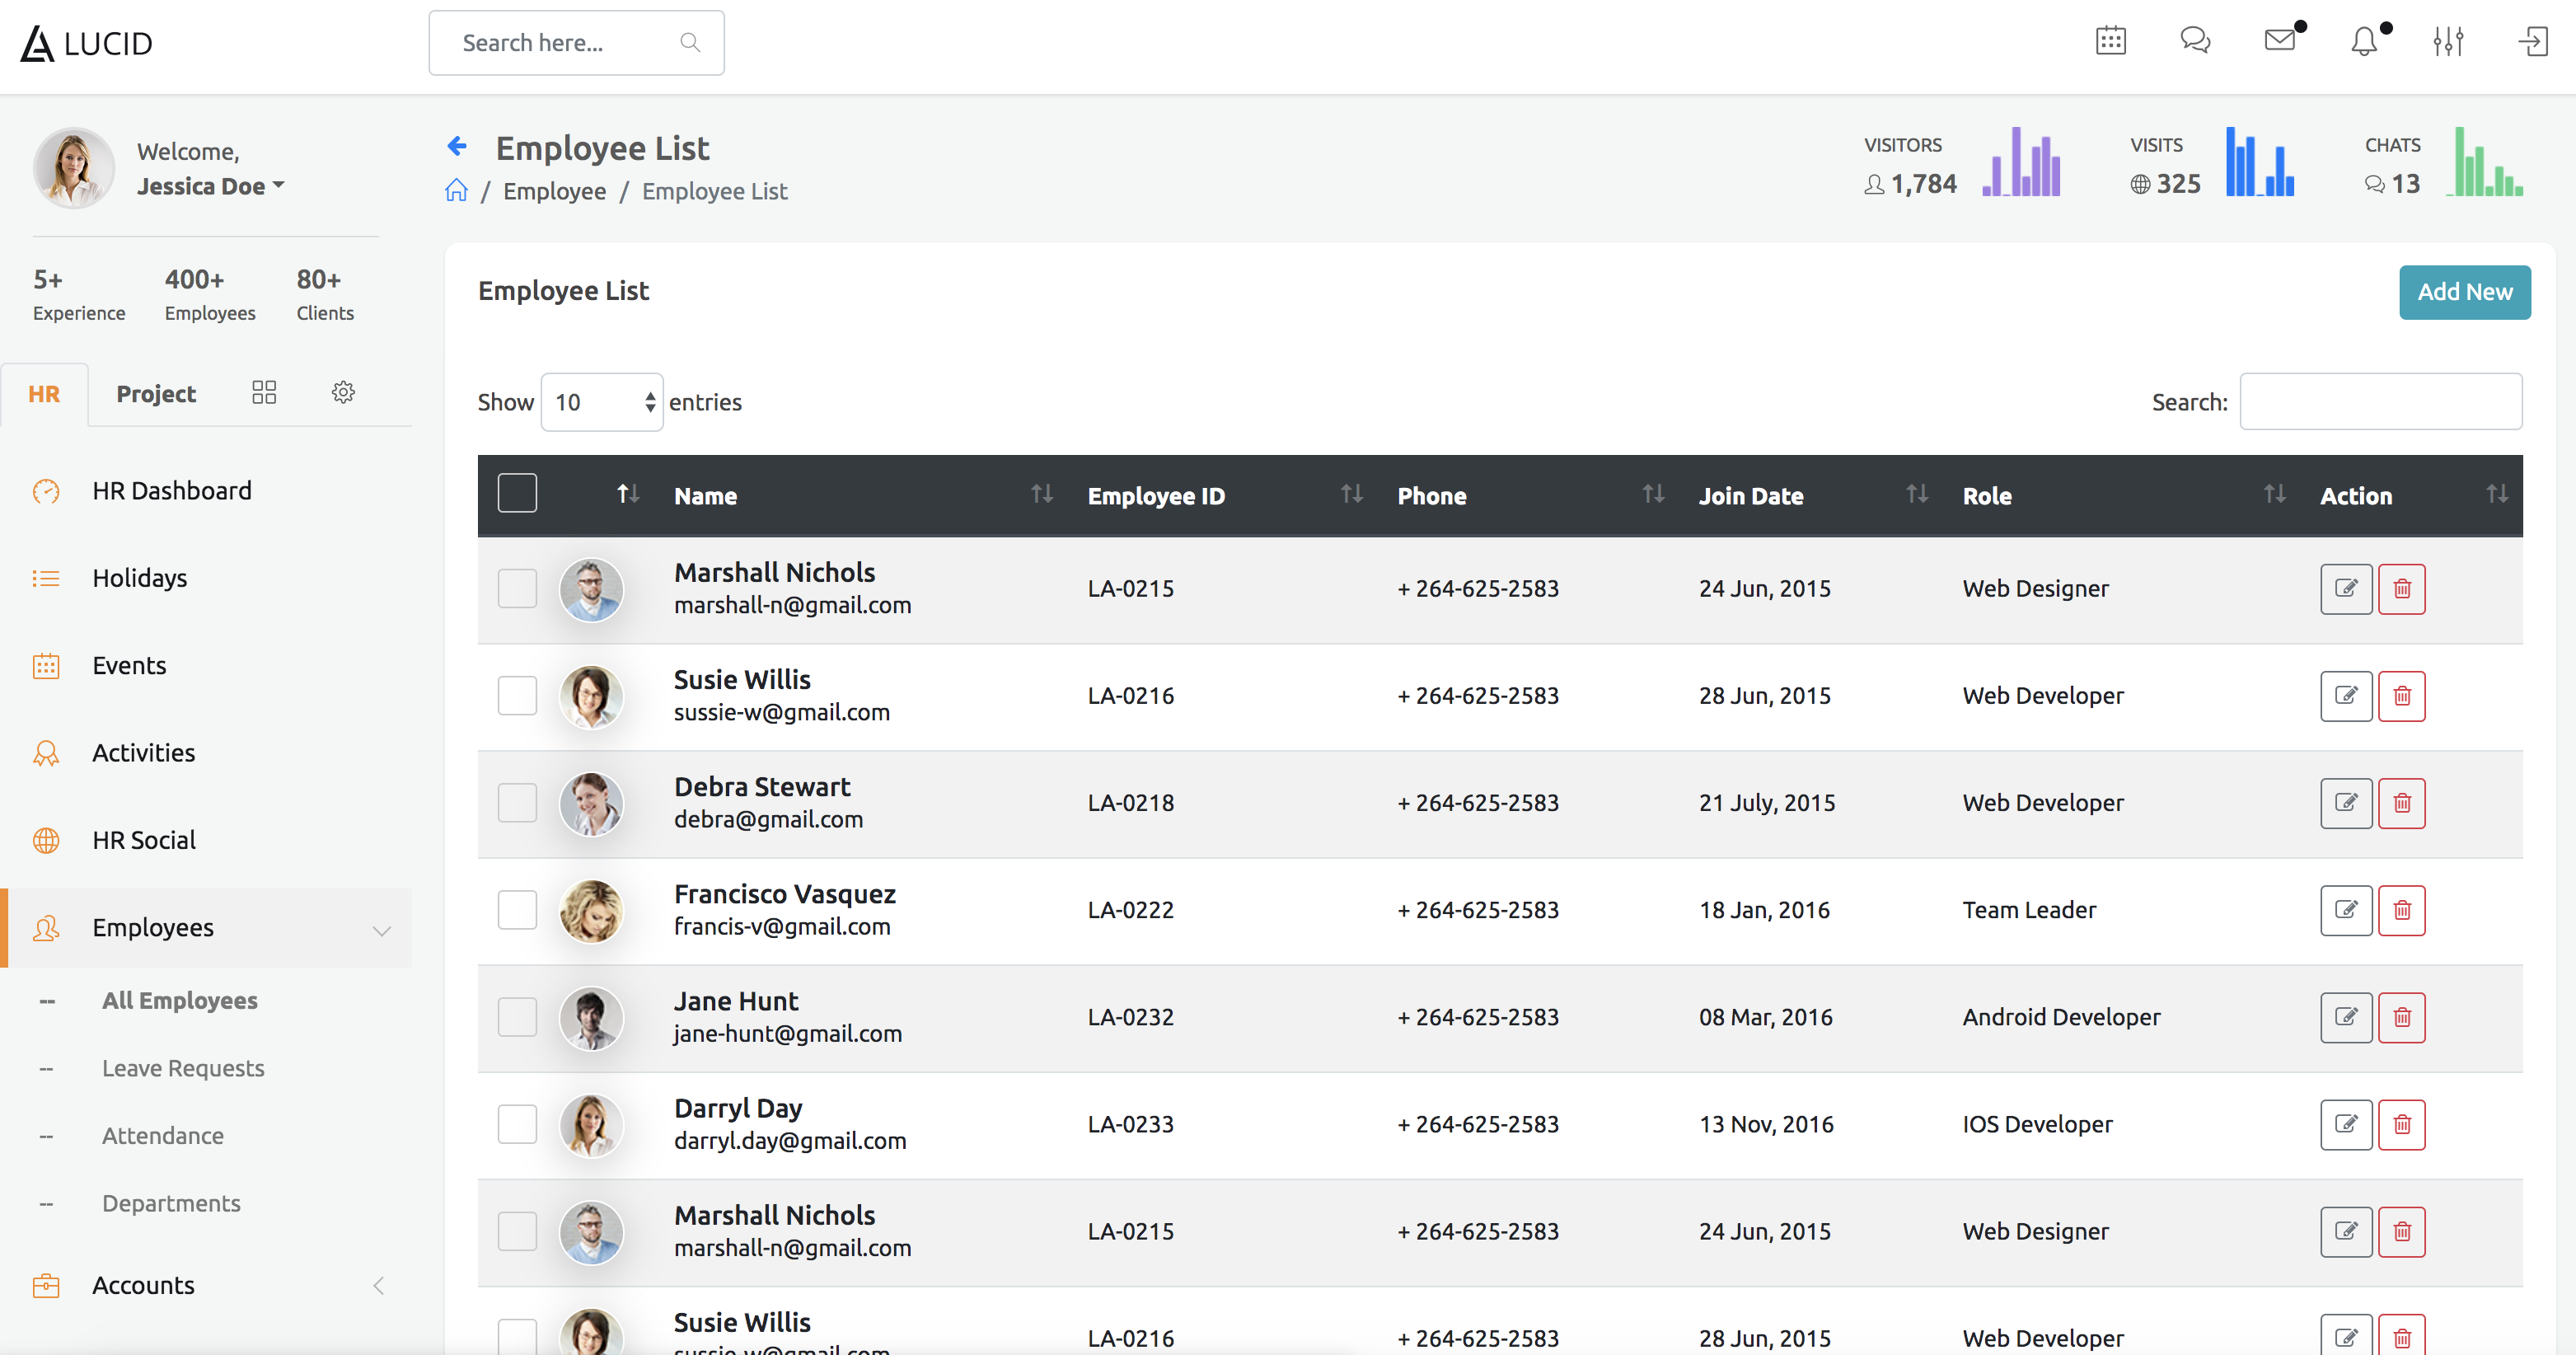 LUCID
Search here...
Welcome,
Jessica Doe
5+ 400+ 80+
Experience Employees Clients
HR Project
HR Dashboard
Holidays
Events
Activities
HR Social
Employees
-- All Employees
-- Leave Requests
-- Attendance
-- Departments
Accounts
Employee List
/ Employee / Employee List
VISITORS
1,784
VISITS
325
CHATS
13
Employee List
Add New
Show 10 entries
Search:
Name Employee ID Phone Join Date Role Action
Marshall Nichols
marshall-n@gmail.com
LA-0215 + 264-625-2583 24 Jun, 2015 Web Designer
Susie Willis
sussie-w@gmail.com
LA-0216 + 264-625-2583 28 Jun, 2015 Web Developer
Debra Stewart
debra@gmail.com
LA-0218 + 264-625-2583 21 July, 2015 Web Developer
Francisco Vasquez
francis-v@gmail.com
LA-0222 + 264-625-2583 18 Jan, 2016 Team Leader
Jane Hunt
jane-hunt@gmail.com
LA-0232 + 264-625-2583 08 Mar, 2016 Android Developer
Darryl Day
darryl.day@gmail.com
LA-0233 + 264-625-2583 13 Nov, 2016 IOS Developer
Marshall Nichols
marshall-n@gmail.com
LA-0215 + 264-625-2583 24 Jun, 2015 Web Designer
Susie Willis
sussie-w@gmail.com
LA-0216 + 264-625-2583 28 Jun, 2015 Web Developer